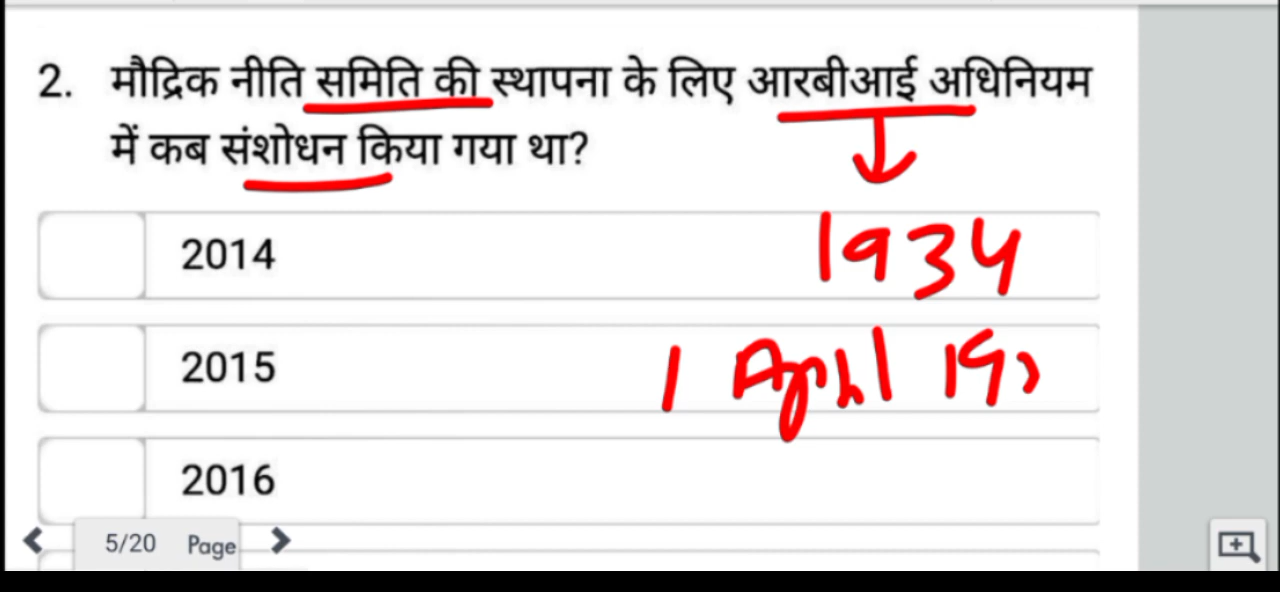 2. मौद्रिक नीति समिति की स्थापना के लिए आरबीआई अधिनियम
में कब संशोधन किया गया था?
2014
1934
2015
1 April 19
2016
5/20 Page